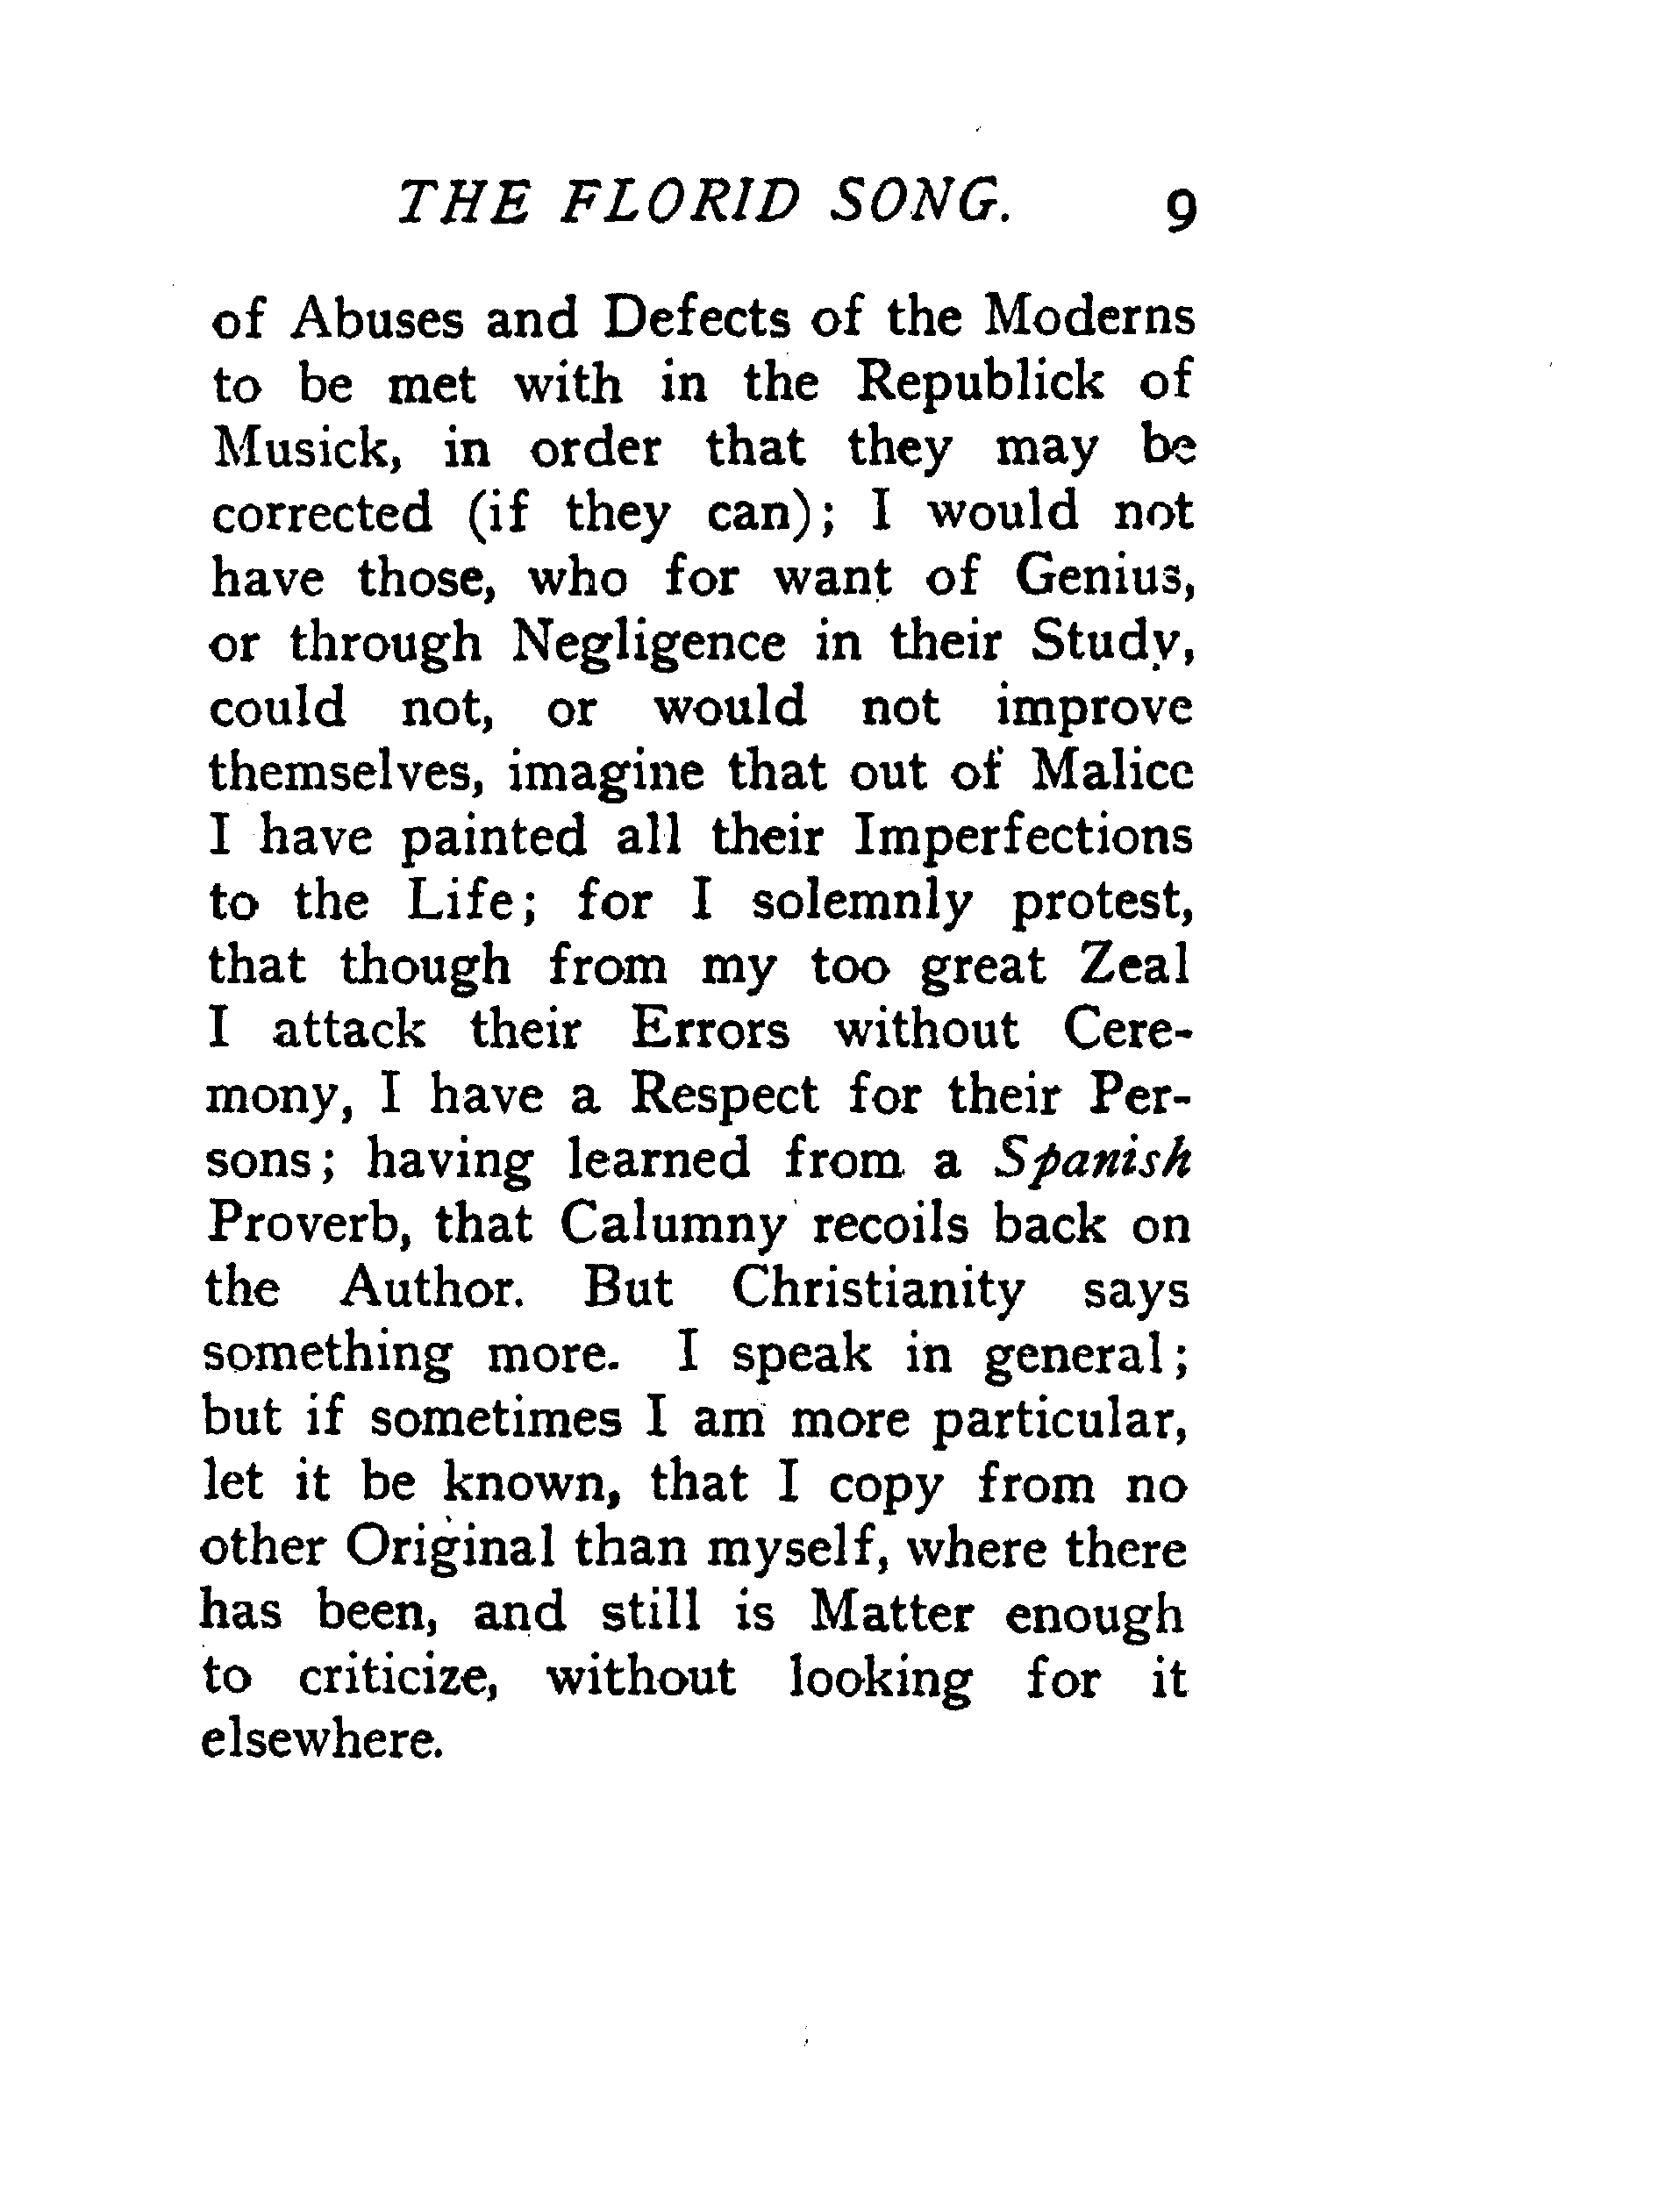 THE FLORID SONG. 9
of Abuses and Defects of the Moderns
to be met with in the Republick of
Musick, in order that they may be
corrected (if they can); I would not
have those, who for want of Genius,
or through Negligence in their Study,
could not, or would not improve
themselves, imagine that out of Malice
I have painted all their Imperfections
to the Life; for I solemnly protest,
that though from my too great Zeal
I attack their Errors without Cere-
mony, I have a Respect for their Per-
sons; having learned from a Spanish
Proverb, that Calumny recoils back on
the Author. But Christianity says
something more. I speak in general;
but if sometimes I am more particular,
let it be known, that I copy from no
other Original than myself, where there
has been, and still is Matter enough
to criticize, without looking for it
elsewhere.